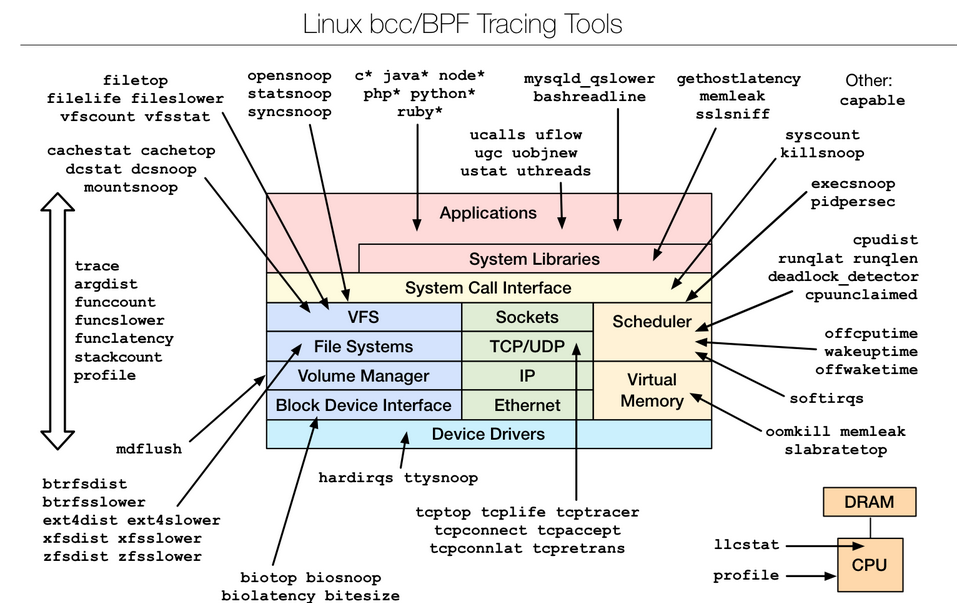 Linux bcc/BPF Tracing Tools
filetop
filelife fileslower
vfscount vfsstat
opensnoop
statsnoop
syncsnoop
c* java* node*
php* python*
ruby*
mysqld_qslower
bashreadline
gethostlatency
memleak
sslsniff
Other:
capable
ucalls uflow
ugc uobjnew
ustat uthreads
syscount
killsnoop
cachestat cachetop
dcstat dcsnoop
mountsnoop
execsnoop
pidpersec
trace
argdist
funccount
funcslower
funclatency
stackcount
profile
cpudist
runqlat runqlen
deadlock_detector
cpuunclaimed
offcputime
wakeuptime
offwaketime
softirqs
Applications
System Libraries
System Call Interface
VFS
Sockets
Scheduler
File Systems
TCP/UDP
Volume Manager
IP
Virtual
Memory
Block Device Interface
Ethernet
Device Drivers
mdflush
oomkill memleak
slabratetop
hardirqs ttysnoop
btrfsdist
btrfsslower
ext4dist ext4slower
xfsdist xfsslower
zfsdist zfsslower
tcptop tcplife tcptracer
tcpconnect tcpaccept
tcpconnlat tcpretrans
biotop biosnoop
biolatency bitesize
DRAM
llcstat
CPU
profile